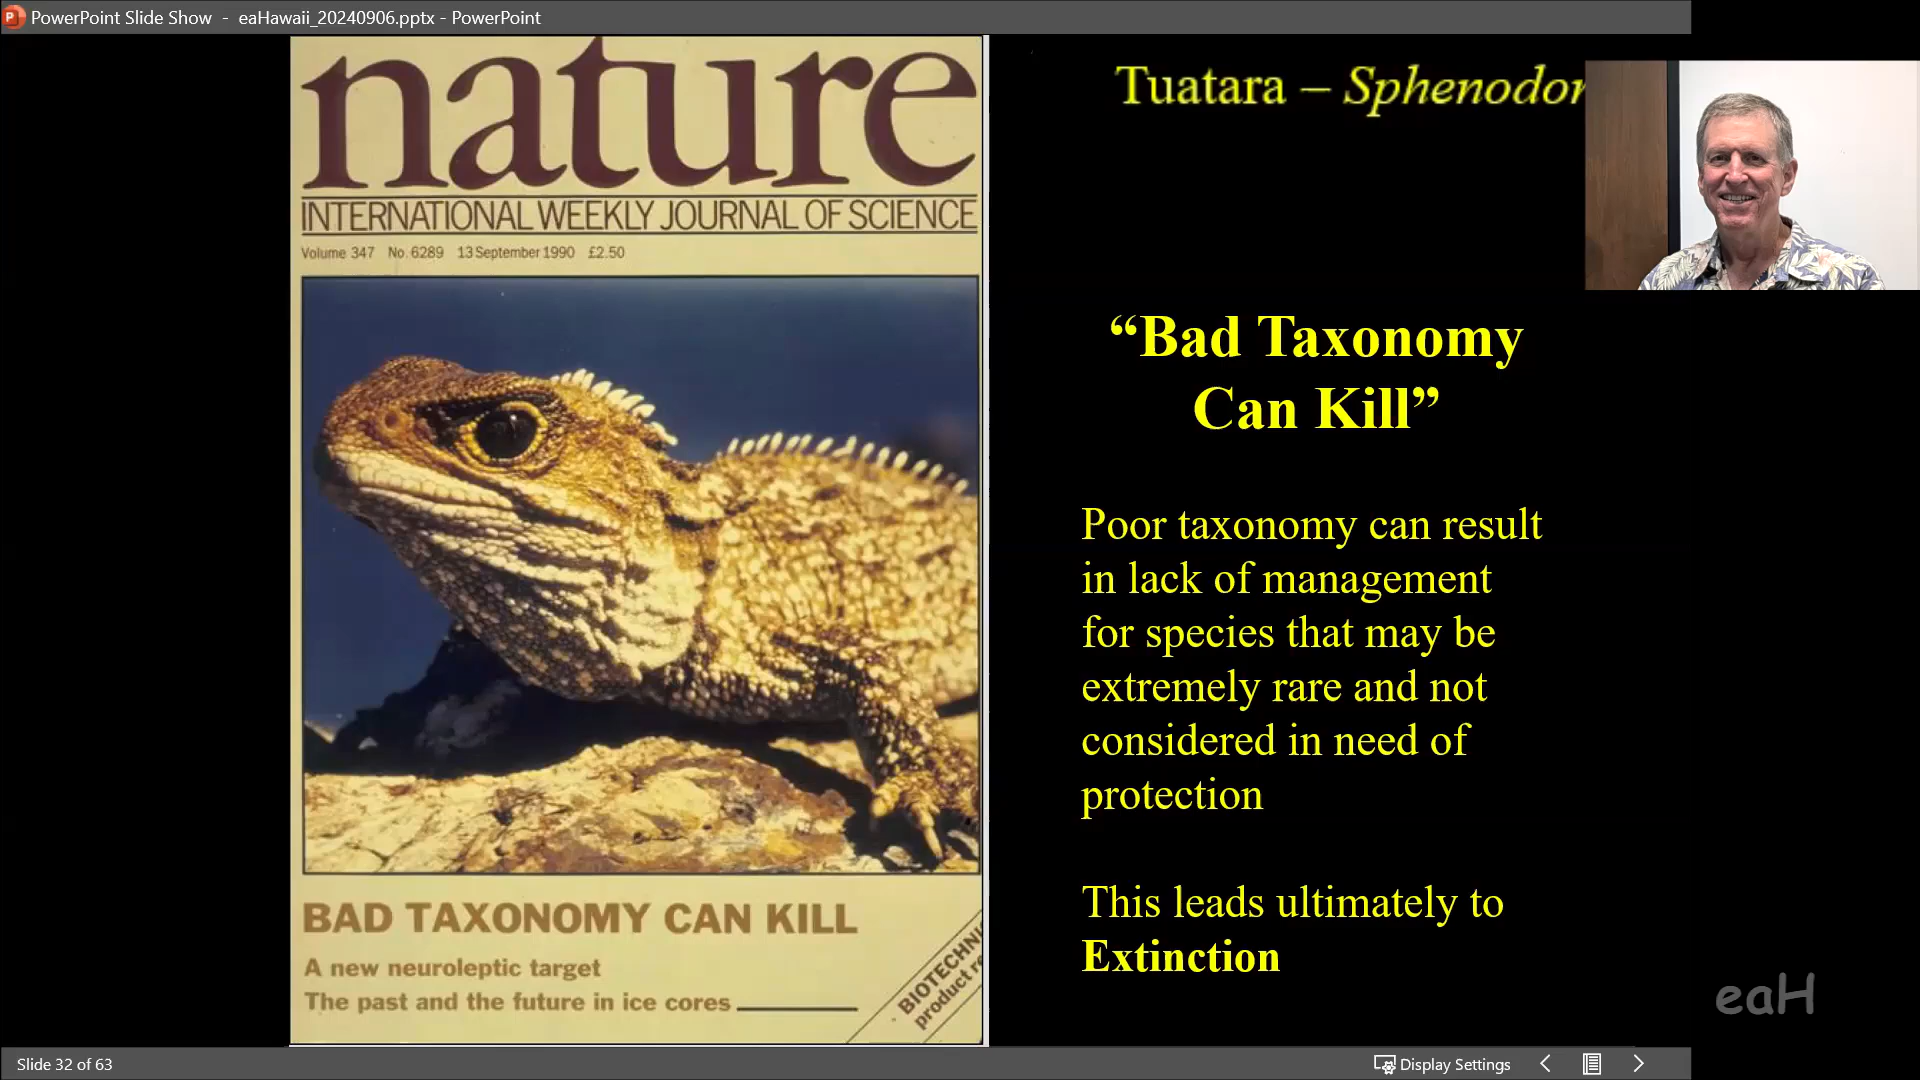 PowerPoint Slide Show - eaHawaii_20240906.pptx - PowerPoint
nature
INTERNATIONAL WEEKLY JOURNAL OF SCIENCE
Volume 347 No. 6289 13 September 1990 £2.50
BAD TAXONOMY CAN KILL
A new neuroleptic target
The past and the future in ice cores
product
Tuatara –
“Bad Taxonomy
Can Kill”
Poor taxonomy can result
in lack of management
for species that may be
extremely rare and not
considered in need of
protection
This leads ultimately to
Extinction
eaH
Slide 32 of 63
Display Settings